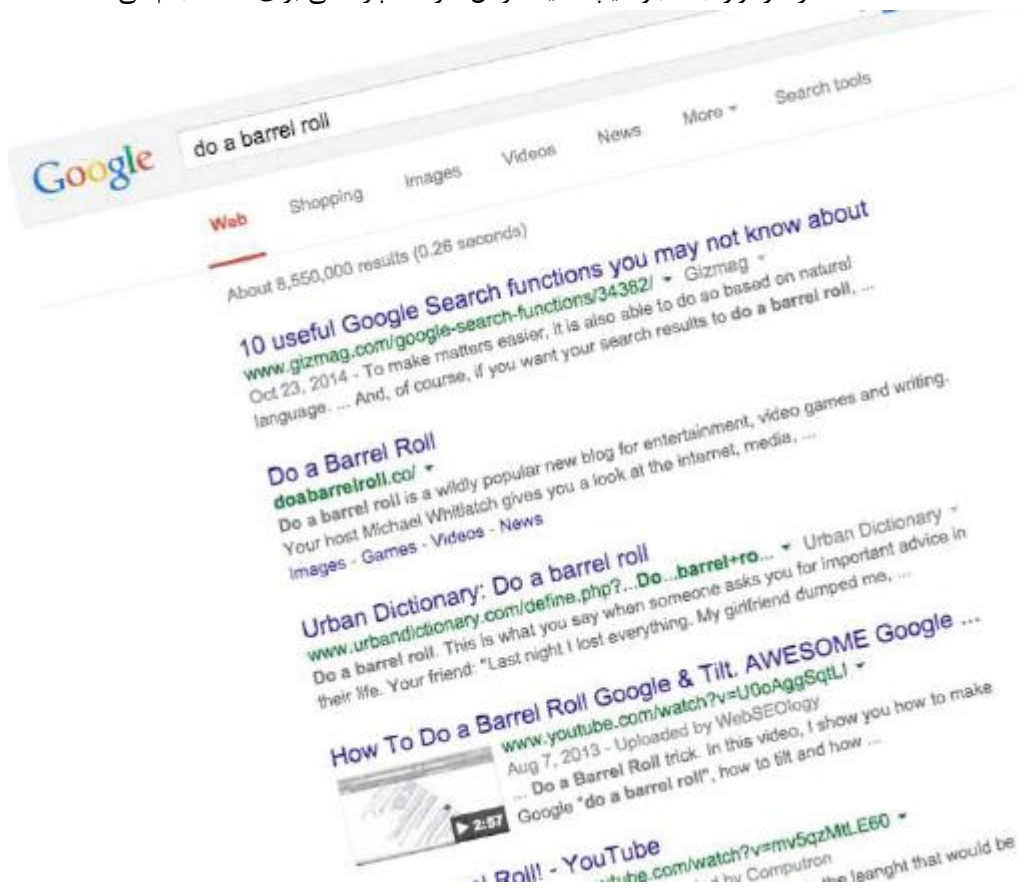 Google do a barrel roll
Web Shopping Images Videos News More Search tools
About 8,550,000 results (0.26 seconds)
10 useful Google Search functions you may not know about
www.gizmag.com/google-search-functions/34382/ Gizmag
Oct 23, 2014 - To make matters easier, it is also able to do so based on natural
language. ... And, of course, if you want your search results to do a barrel roll, ...
Do a Barrel Roll
doabarrelroll.co/
Do a barrel roll is a wildly popular new blog for entertainment, video games and writing.
Your host Michael Whitlatch gives you a look at the internet, media, ...
Images - Games - Videos - News
Urban Dictionary: Do a barrel roll
www.urbandictionary.com/define.php?...Do...barrel+ro... Urban Dictionary
Do a barrel roll. This is what you say when someone asks you for important advice in
their life. Your friend: "Last night I lost everything. My girlfriend dumped me, ...
How To Do a Barrel Roll Google & Tilt. AWESOME Google ...
www.youtube.com/watch?v=U0oAggSqtLI
Aug 7, 2013 - Uploaded by WebSEOlogy
... Do a Barrel Roll trick. In this video, I show you how to make
Google "do a barrel roll", how to tilt and how ...
2:57
Roll! - YouTube
.com/watch?v=mv5qzMtLE60
by Computron
the leanght that would be